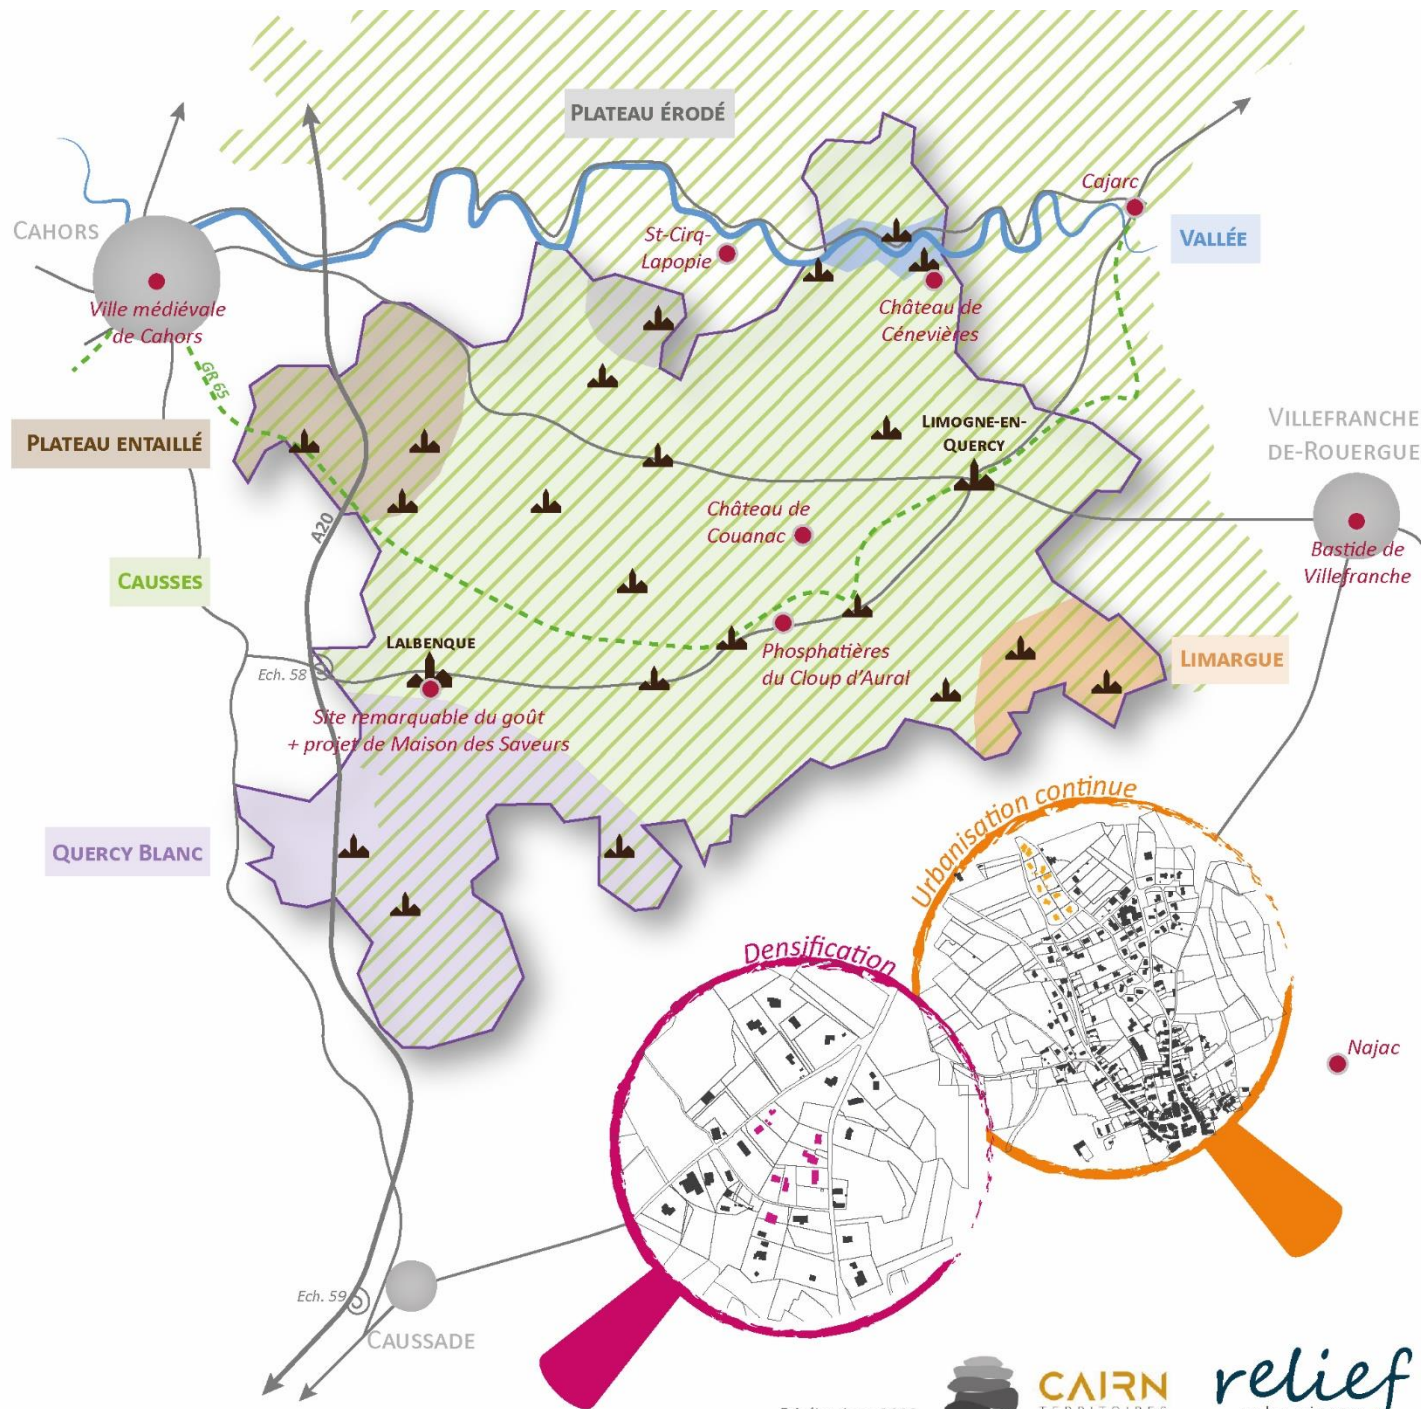 PLATEAU ÉRODÉ
Cajarc
CAHORS
St-Cirq-
Lapopie
VALLÉE
Ville médiévale
de Cahors
Château de
Cénevières
GR 65
PLATEAU ENTAILLÉ
LIMOGNE-EN-
QUERCY
VILLEFRANCHE
DE-ROUERGUE
A20
Château de
Couanac
Bastide de
Villefranche
CAUSSES
LALBENQUE
Phosphatières
du Cloup d'Aural
LIMARGUE
Ech. 58
Site remarquable du goût
+ projet de Maison des Saveurs
QUERCY BLANC
Urbanisation continue
Densification
Najac
Ech. 59
CAUSSADE
CAIRN
relief